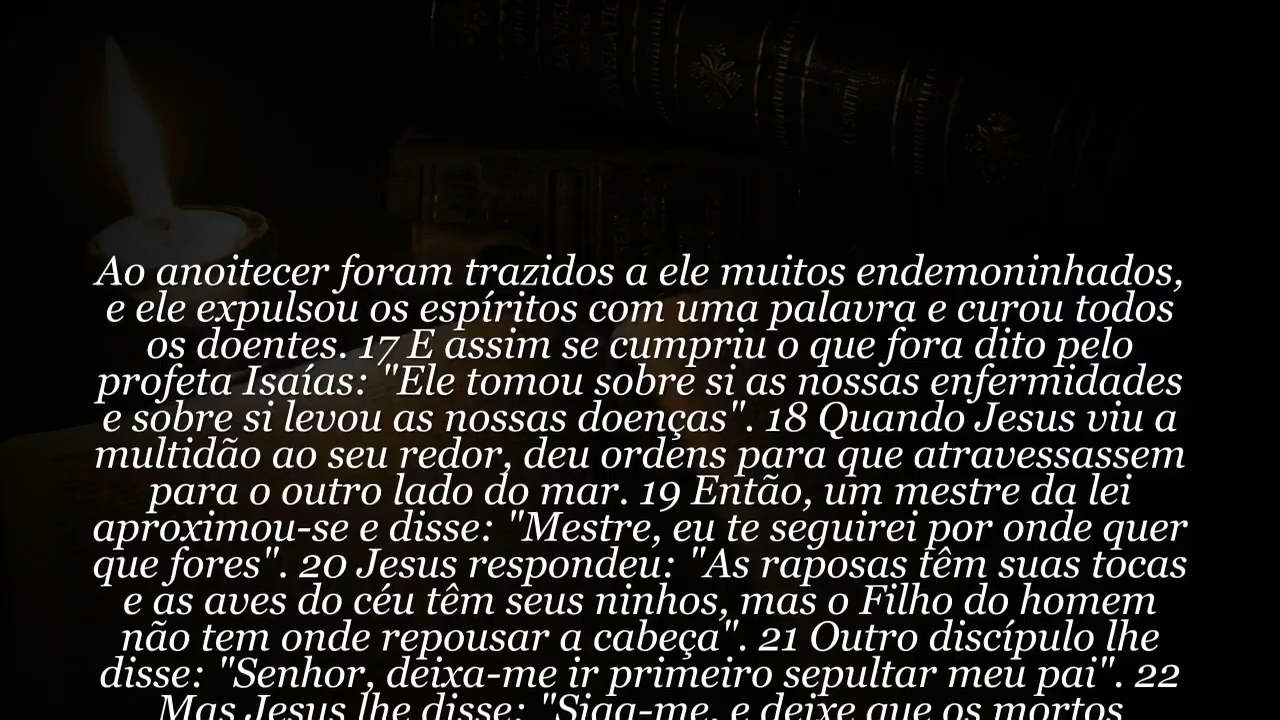 Ao anoitecer foram trazidos a ele muitos endemoninhados,
e ele expulsou os espíritos com uma palavra e curou todos
os doentes. 17 E assim se cumpriu o que fora dito pelo
profeta Isaías: "Ele tomou sobre si as nossas enfermidades
e sobre si levou as nossas doenças". 18 Quando Jesus viu a
multidão ao seu redor, deu ordens para que atravessassem
para o outro lado do mar. 19 Então, um mestre da lei
aproximou-se e disse: "Mestre, eu te seguirei por onde quer
que fores". 20 Jesus respondeu: "As raposas têm suas tocas
e as aves do céu têm seus ninhos, mas o Filho do homem
não tem onde repousar a cabeça". 21 Outro discípulo lhe
disse: "Senhor, deixa-me ir primeiro sepultar meu pai". 22
Mas Jesus lhe disse: "Siga-me, e deixe que os mortos